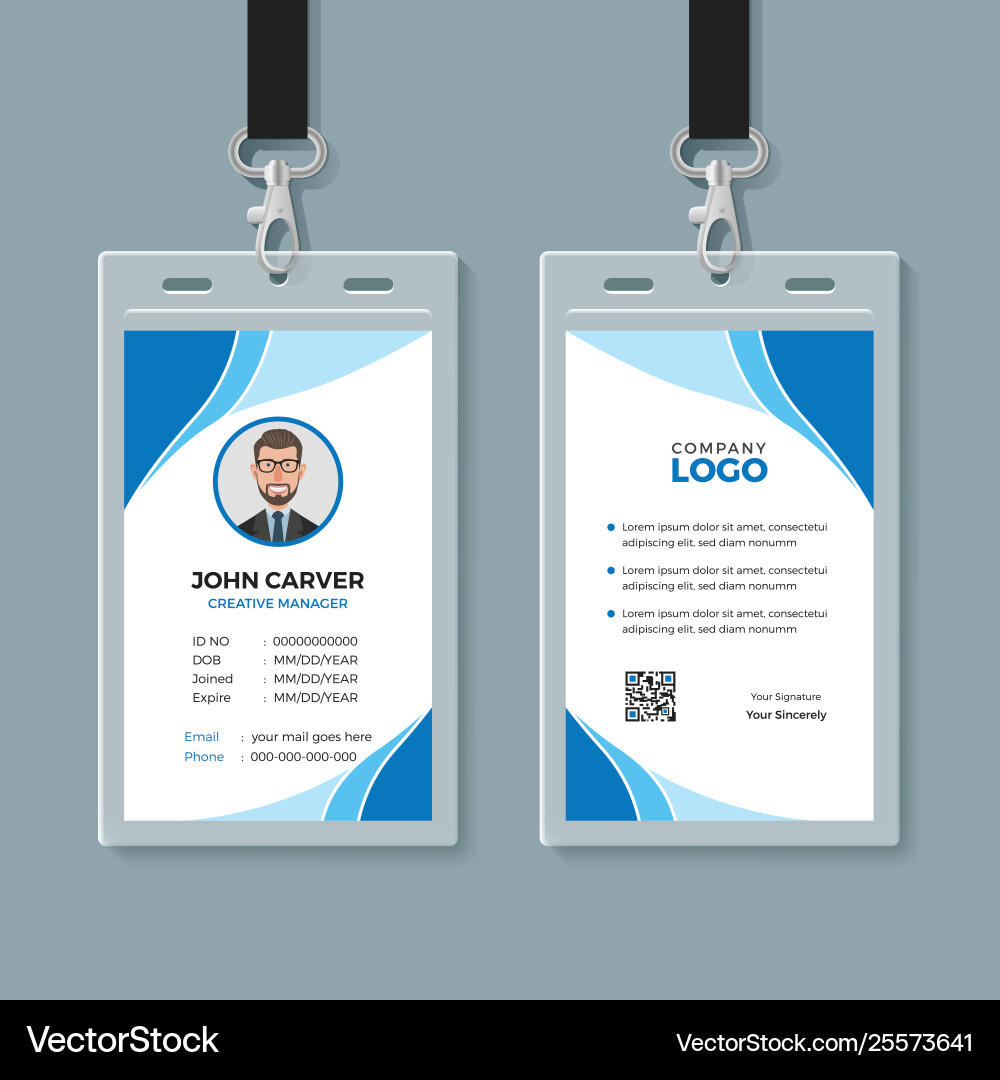 JOHN CARVER
CREATIVE MANAGER
ID NO : 00000000000
DOB : MM/DD/YEAR
Joined : MM/DD/YEAR
Expire : MM/DD/YEAR
Email : your mail goes here
Phone : 000-000-000-000
COMPANY
LOGO
Lorem ipsum dolor sit amet, consectetui
adipiscing elit, sed diam nonumm
Lorem ipsum dolor sit amet, consectetui
adipiscing elit, sed diam nonumm
Lorem ipsum dolor sit amet, consectetui
adipiscing elit, sed diam nonumm
Your Signature
Your Sincerely
VectorStock
VectorStock.com/25573641